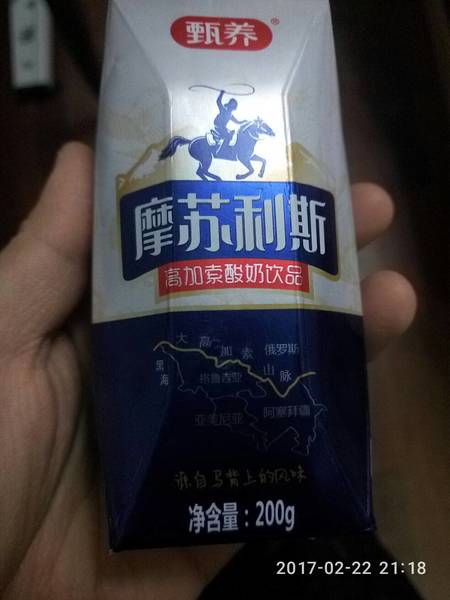 甄养®
摩苏利斯
高加索酸奶饮品
大高加索山脉
俄罗斯
黑海
格鲁吉亚
亚美尼亚
阿塞拜疆
源自马背上的风味
净含量：200g
2017-02-22 21:18